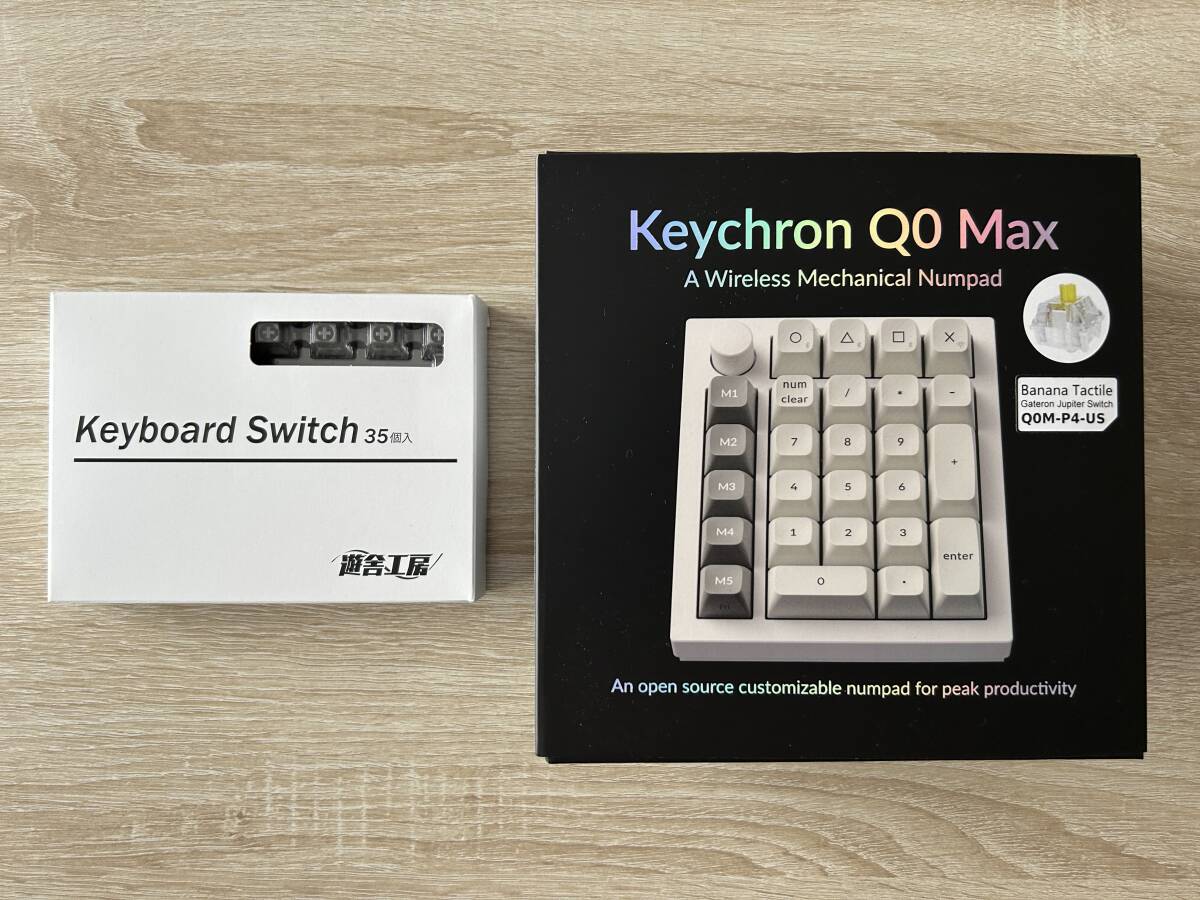 Keyboard Switch 35個入
遊舎工房
Keychron Q0 Max
A Wireless Mechanical Numpad
Banana Tactile
Gateron Jupiter Switch
Q0M-P4-US
M1
num
clear
/
*
-
M2
7
8
9
+
M3
4
5
6
M4
1
2
3
enter
M5
Fn
0
.
An open source customizable numpad for peak productivity